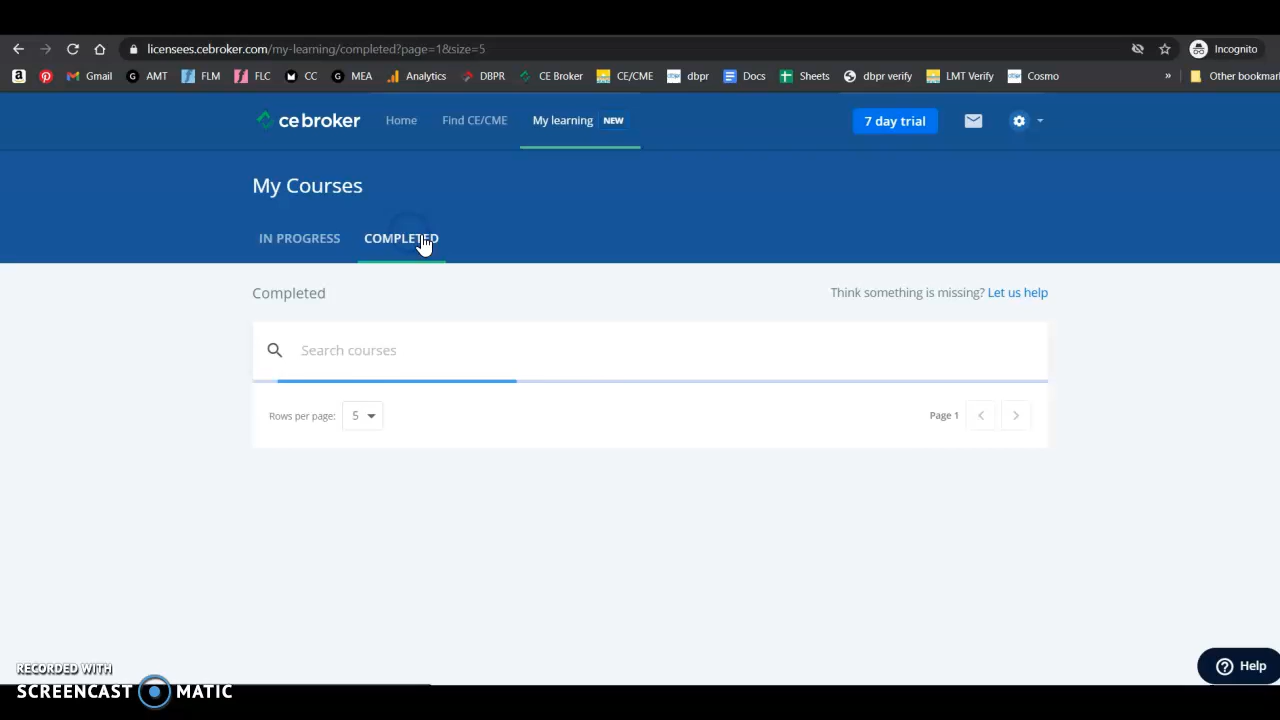 licensees.cebroker.com/my-learning/completed?page=1&size=5
Incognito
Gmail AMT FLM FLC CC MEA Analytics DBPR CE Broker CE/CME dbpr Docs Sheets dbpr verify LMT Verify Cosmo » Other bookmar
ce broker Home Find CE/CME My learning NEW 7 day trial
My Courses
IN PROGRESS COMPLETED
Completed Think something is missing? Let us help
Search courses
Rows per page: 5 Page 1
Help
RECORDED WITH
SCREENCAST MATIC